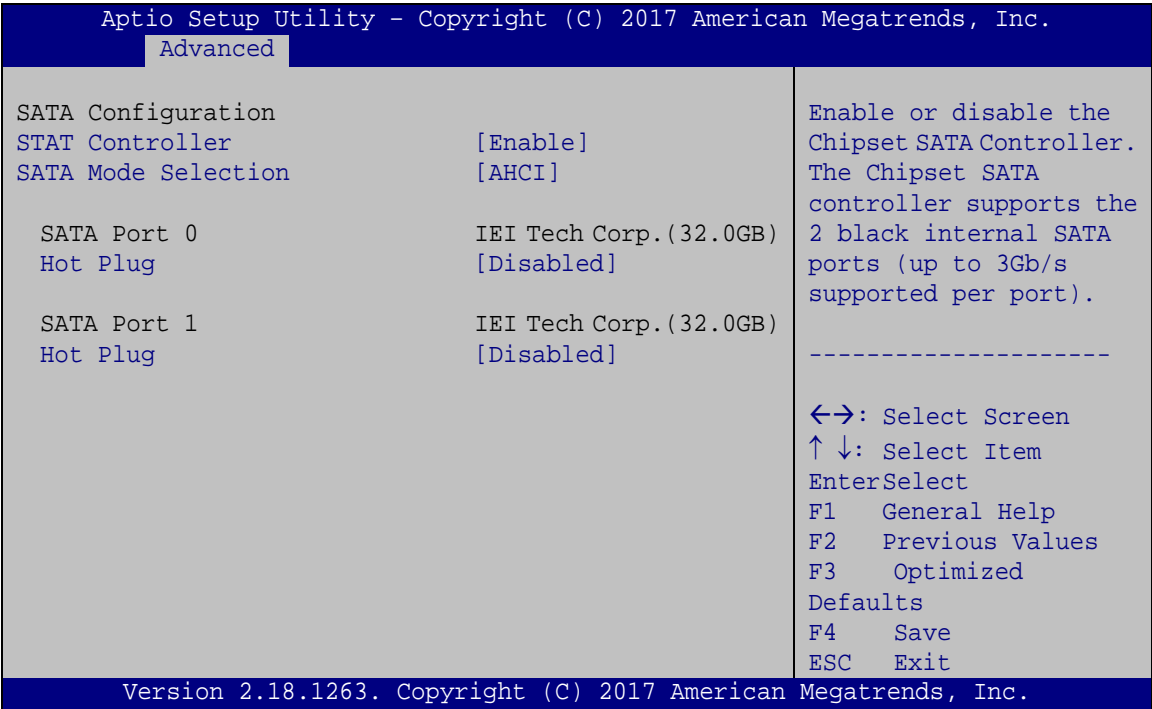 Aptio Setup Utility – Copyright (C) 2017 American Megatrends, Inc.
Advanced
SATA Configuration
STAT Controller [Enable]
SATA Mode Selection [AHCI]
SATA Port 0 IEI Tech Corp.(32.0GB)
Hot Plug [Disabled]
SATA Port 1 IEI Tech Corp.(32.0GB)
Hot Plug [Disabled]
Enable or disable the
Chipset SATA Controller.
The Chipset SATA
controller supports the
2 black internal SATA
ports (up to 3Gb/s
supported per port).
---------------------
←→: Select Screen
↑ ↓: Select Item
EnterSelect
F1 General Help
F2 Previous Values
F3 Optimized
Defaults
F4 Save
ESC Exit
Version 2.18.1263. Copyright (C) 2017 American Megatrends, Inc.